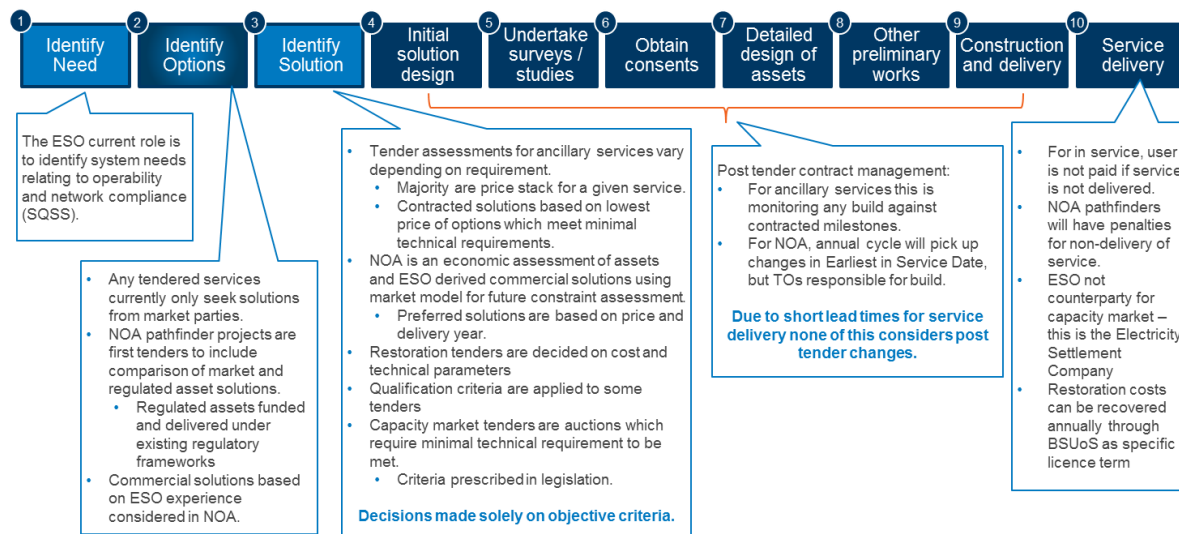 1
Identify
Need
2
Identify
Options
3
Identify
Solution
4
Initial
solution
design
5
Undertake
surveys /
studies
6
Obtain
consents
7
Detailed
design of
assets
8
Other
preliminary
works
9
Construction
and delivery
10
Service
delivery
The ESO current role is
to identify system needs
relating to operability
and network compliance
(SQSS).
• Any tendered services
currently only seek solutions
from market parties.
• NOA pathfinder projects are
first tenders to include
comparison of market and
regulated asset solutions.
• Regulated assets funded
and delivered under
existing regulatory
frameworks
• Commercial solutions based
on ESO experience
considered in NOA.
• Tender assessments for ancillary services vary
depending on requirement.
• Majority are price stack for a given service.
• Contracted solutions based on lowest
price of options which meet minimal
technical requirements.
• NOA is an economic assessment of assets
and ESO derived commercial solutions using
market model for future constraint assessment.
• Preferred solutions are based on price and
delivery year.
• Restoration tenders are decided on cost and
technical parameters
• Qualification criteria are applied to some
tenders
• Capacity market tenders are auctions which
require minimal technical requirement to be
met.
• Criteria prescribed in legislation.
Decisions made solely on objective criteria.
Post tender contract management:
• For ancillary services this is
monitoring any build against
contracted milestones.
• For NOA, annual cycle will pick up
changes in Earliest in Service Date,
but TOs responsible for build.
Due to short lead times for service
delivery none of this considers post
tender changes.
• For in service, user
is not paid if service
is not delivered.
• NOA pathfinders
will have penalties
for non-delivery of
service.
• ESO not
counterparty for
capacity market –
this is the Electricity
Settlement
Company
• Restoration costs
can be recovered
annually through
BSUoS as specific
licence term